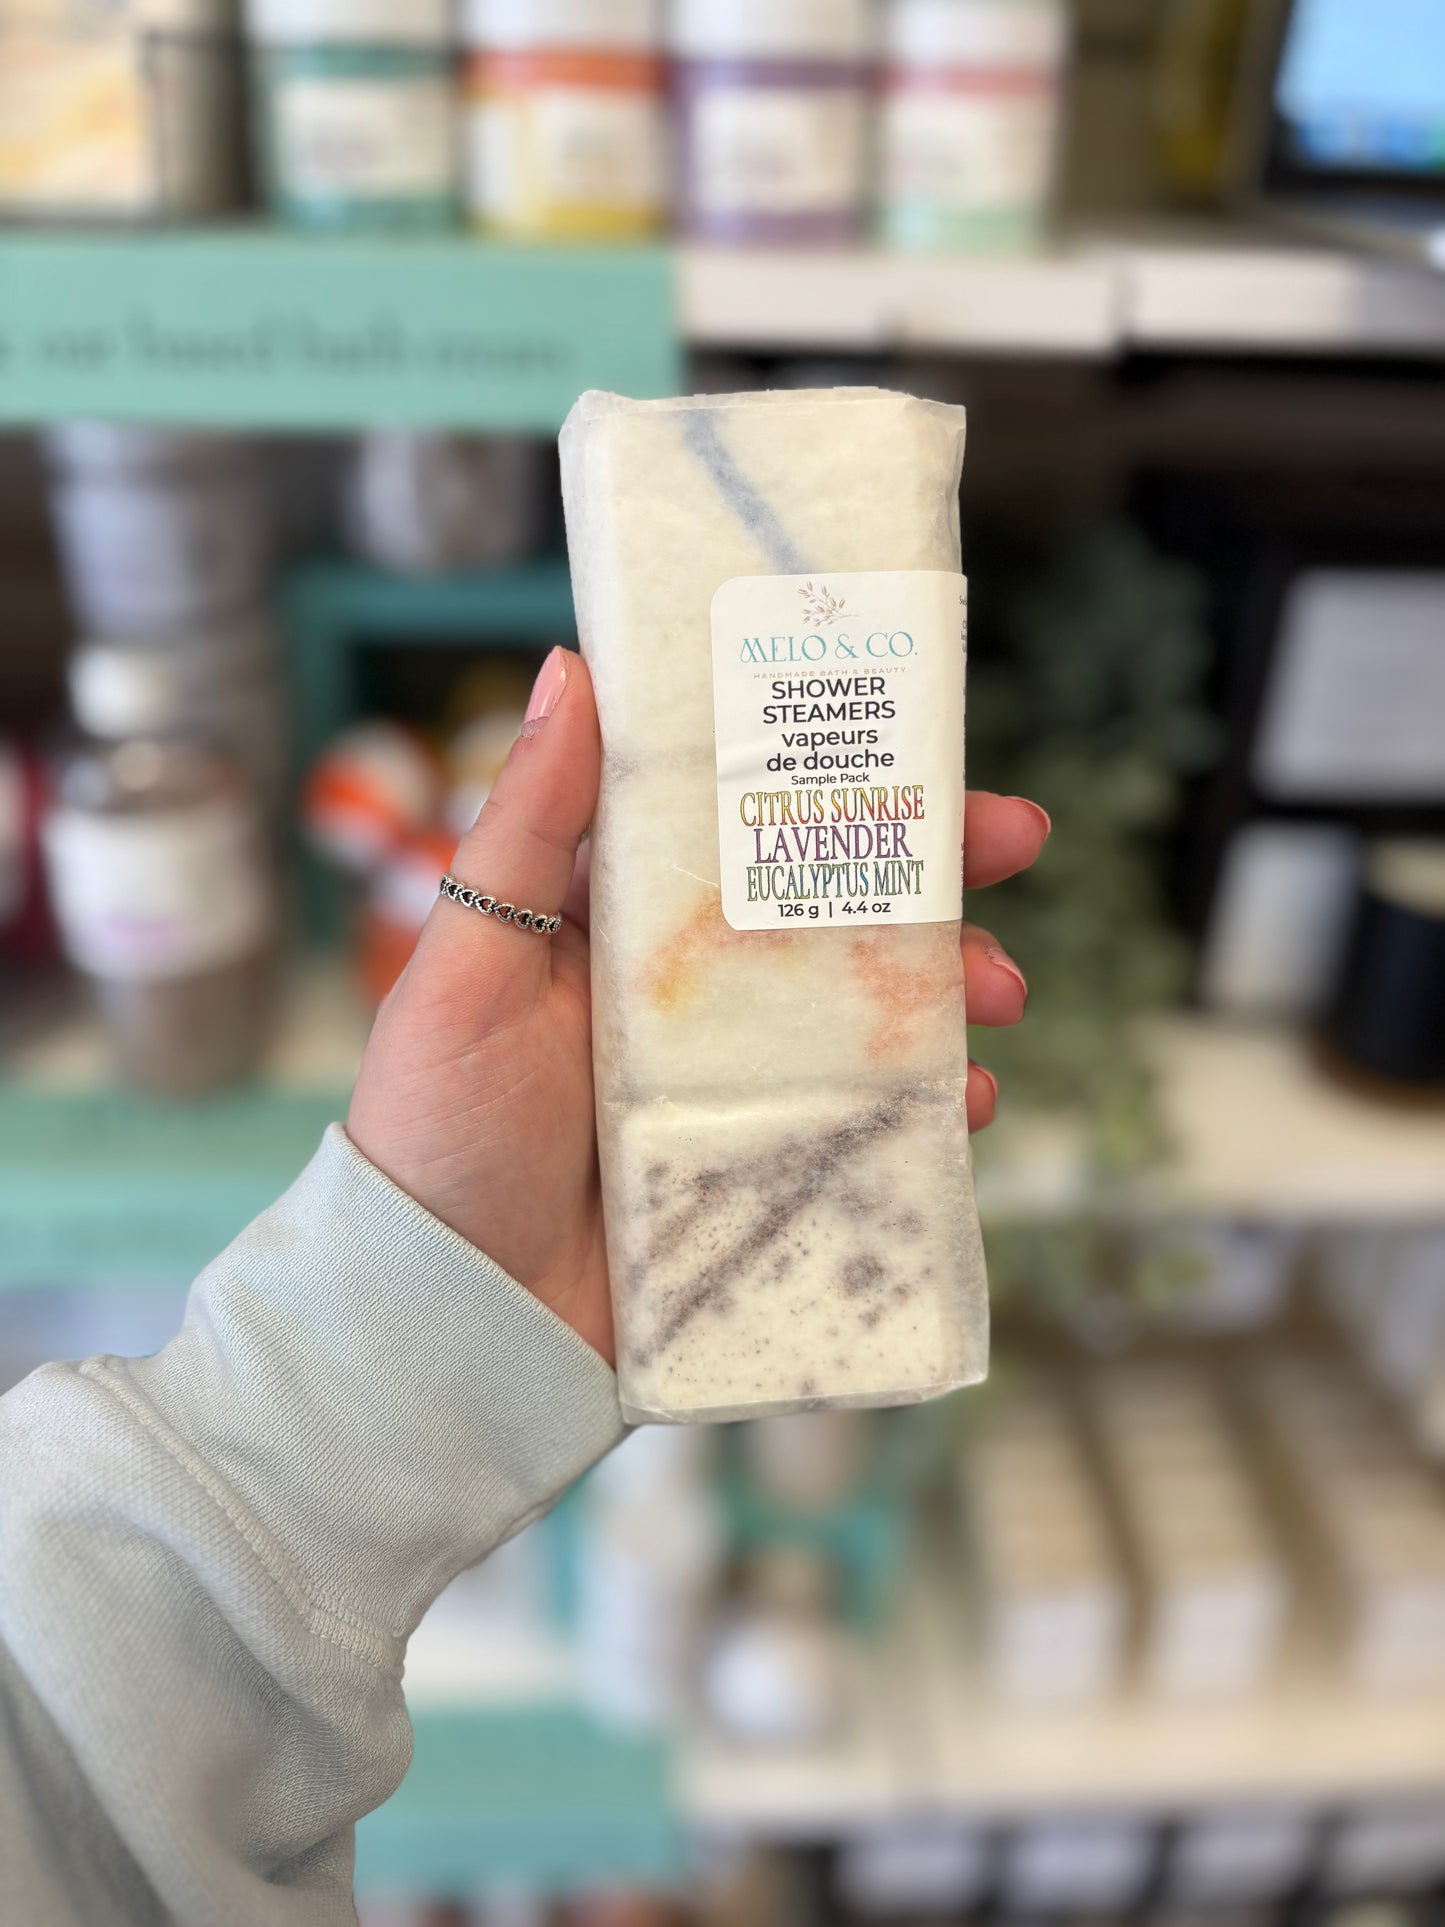 MELO & CO.
HANDMADE BATH & BEAUTY
SHOWER
STEAMERS
vapeurs
de douche
Sample Pack
CITRUS SUNRISE
LAVENDER
EUCALYPTUS MINT
126 g | 4.4 oz